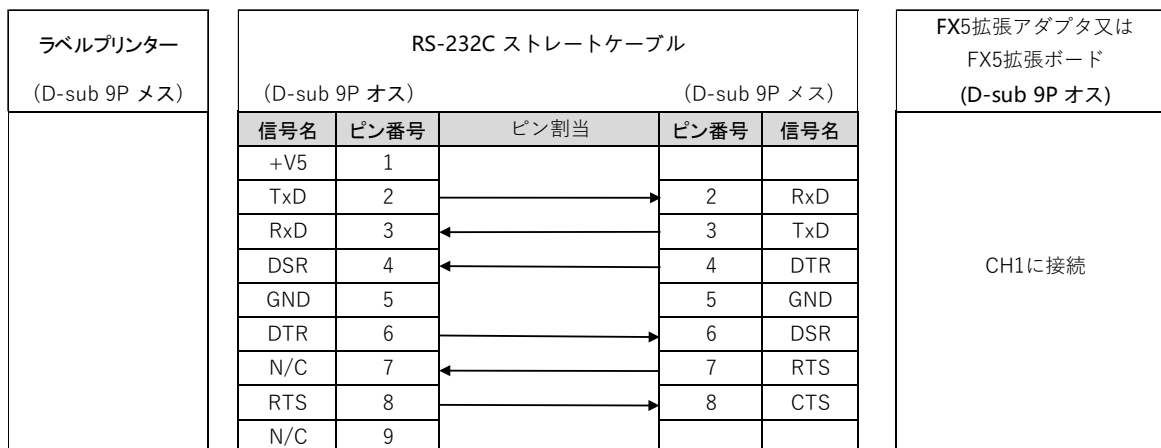 ラベルプリンター
（D-sub 9P メス）
RS-232C ストレートケーブル
（D-sub 9P オス） （D-sub 9P メス）
FX5拡張アダプタ又は
FX5拡張ボード
(D-sub 9P オス)
信号名 ピン番号 ピン割当 ピン番号 信号名
+V5 1
TxD 2 2 RxD
RxD 3 3 TxD
DSR 4 4 DTR
GND 5 5 GND
DTR 6 6 DSR
N/C 7 7 RTS
RTS 8 8 CTS
N/C 9
CH1に接続